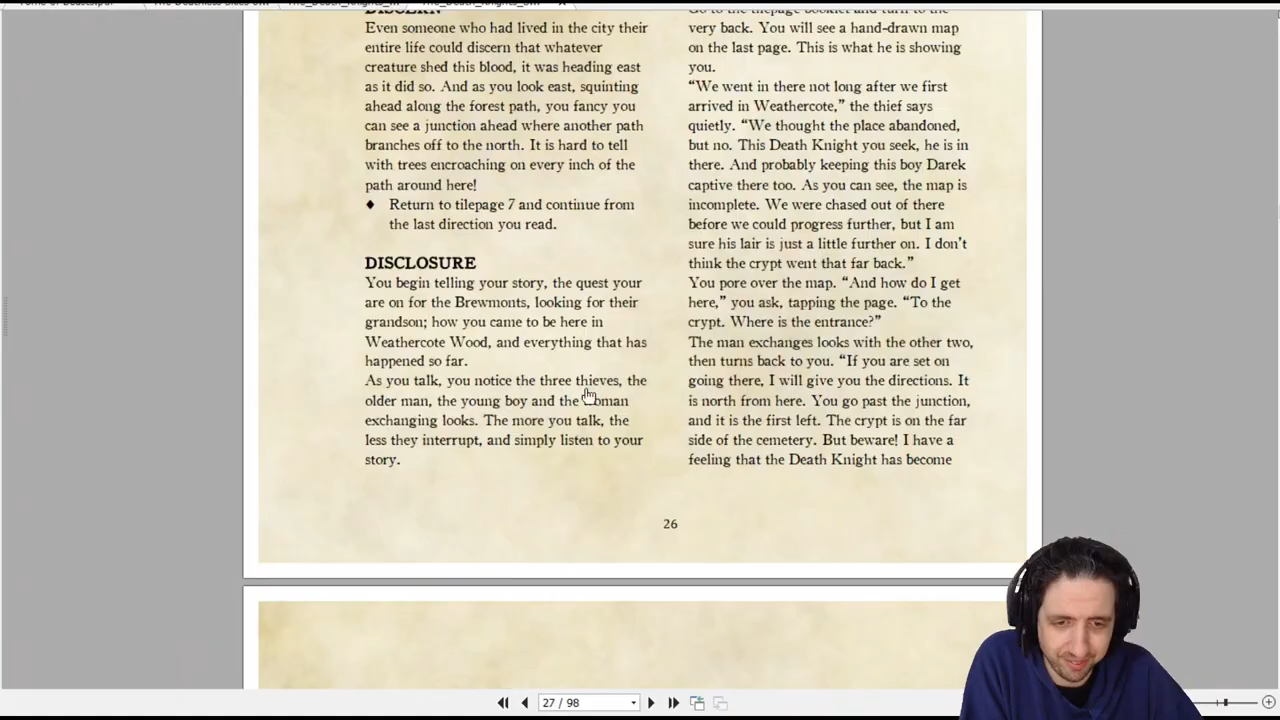 DISCERN
Even someone who had lived in the city their
entire life could discern that whatever
creature shed this blood, it was heading east
as it did so. And as you look east, squinting
ahead along the forest path, you fancy you
can see a junction ahead where another path
branches off to the north. It is hard to tell
with trees encroaching on every inch of the
path around here!
♦ Return to tilepage 7 and continue from
the last direction you read.
DISCLOSURE
You begin telling your story, the quest your
are on for the Brewmonts, looking for their
grandson; how you came to be here in
Weathercote Wood, and everything that has
happened so far.
As you talk, you notice the three thieves, the
older man, the young boy and the woman
exchanging looks. The more you talk, the
less they interrupt, and simply listen to your
story.
Go to the tilepage booklet and turn to the
very back. You will see a hand-drawn map
on the last page. This is what he is showing
you.
“We went in there not long after we first
arrived in Weathercote,” the thief says
quietly. “We thought the place abandoned,
but no. This Death Knight you seek, he is in
there. And probably keeping this boy Darek
captive there too. As you can see, the map is
incomplete. We were chased out of there
before we could progress further, but I am
sure his lair is just a little further on. I don’t
think the crypt went that far back.”
You pore over the map. “And how do I get
here,” you ask, tapping the page. “To the
crypt. Where is the entrance?”
The man exchanges looks with the other two,
then turns back to you. “If you are set on
going there, I will give you the directions. It
is north from here. You go past the junction,
and it is the first left. The crypt is on the far
side of the cemetery. But beware! I have a
feeling that the Death Knight has become
26
27 / 98